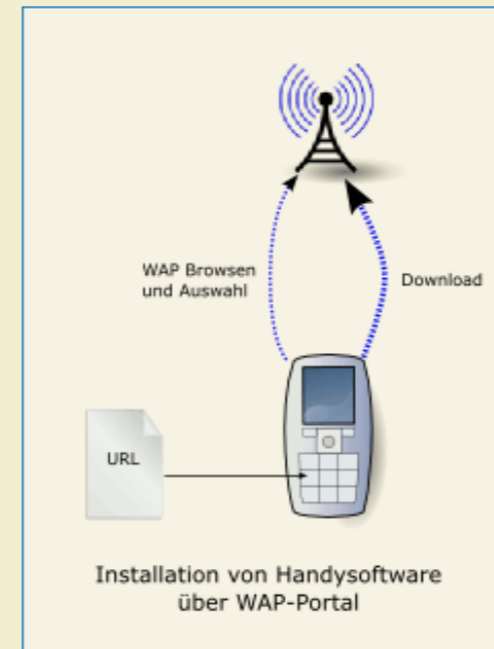 WAP Browsen
und Auswahl
Download
URL
Installation von Handysoftware
über WAP-Portal